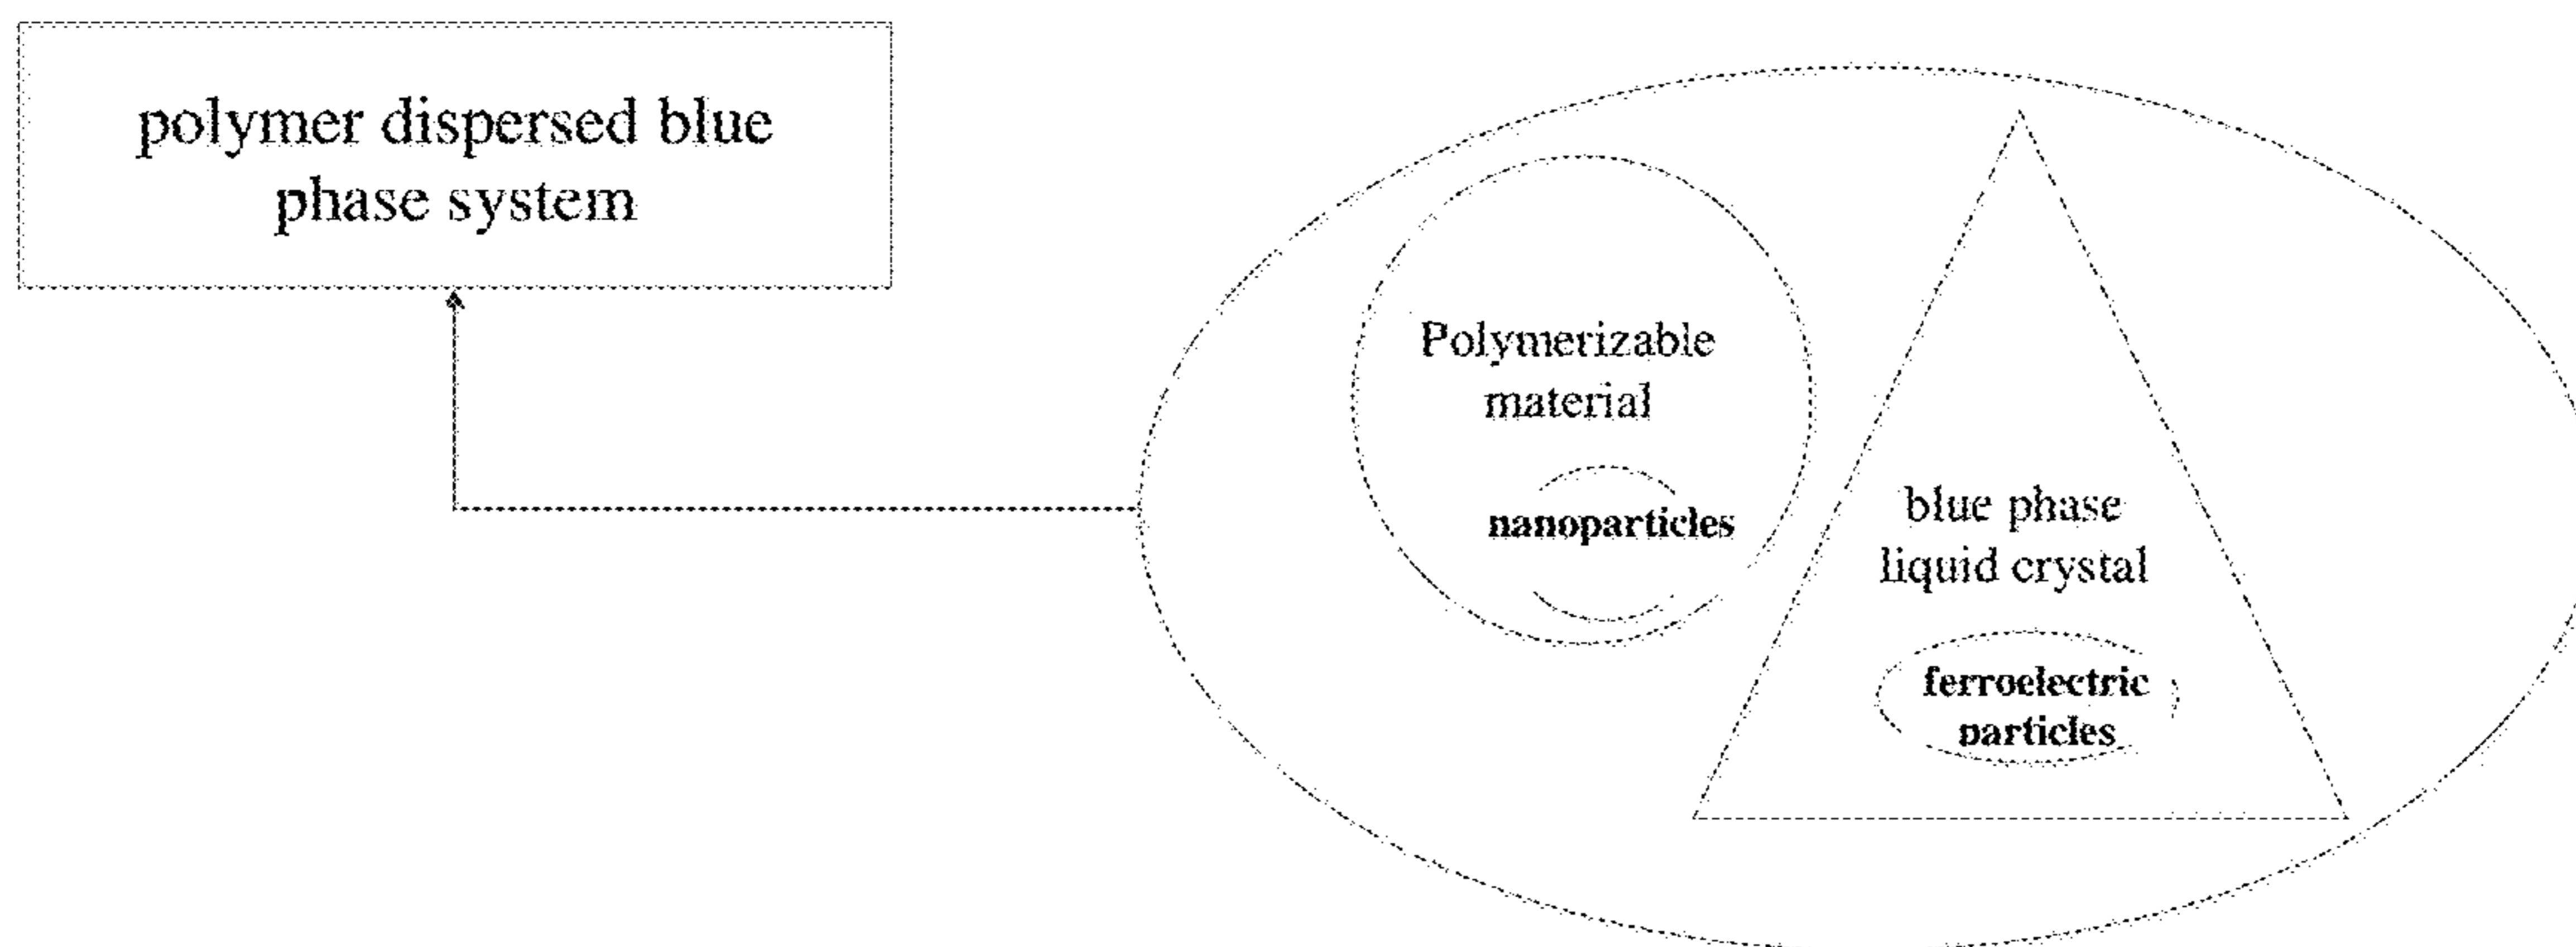 polymer dispersed blue
phase system
Polymerizable
material
nanoparticles
blue phase
liquid crystal
ferroelectric
particles